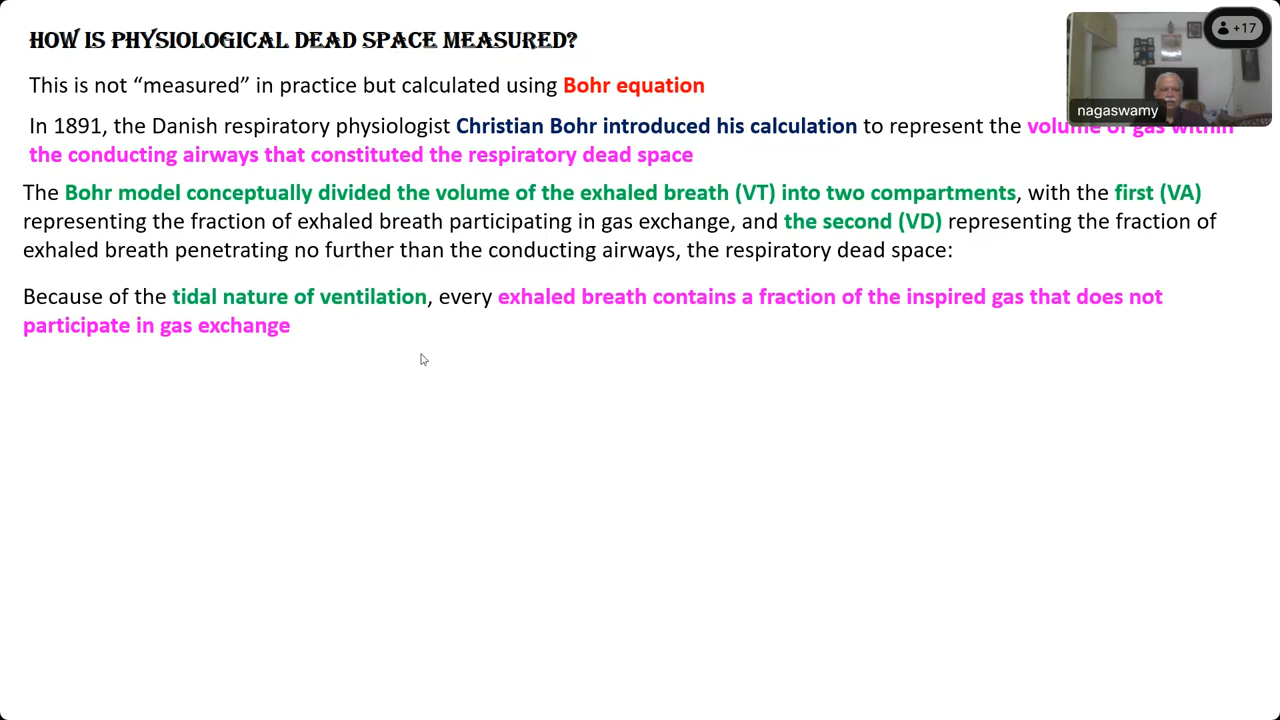 HOW IS PHYSIOLOGICAL DEAD SPACE MEASURED?
+17
This is not “measured” in practice but calculated using Bohr equation
nagaswamy
In 1891, the Danish respiratory physiologist Christian Bohr introduced his calculation to represent the volume of gas within
the conducting airways that constituted the respiratory dead space
The Bohr model conceptually divided the volume of the exhaled breath (VT) into two compartments, with the first (VA)
representing the fraction of exhaled breath participating in gas exchange, and the second (VD) representing the fraction of
exhaled breath penetrating no further than the conducting airways, the respiratory dead space:
Because of the tidal nature of ventilation, every exhaled breath contains a fraction of the inspired gas that does not
participate in gas exchange